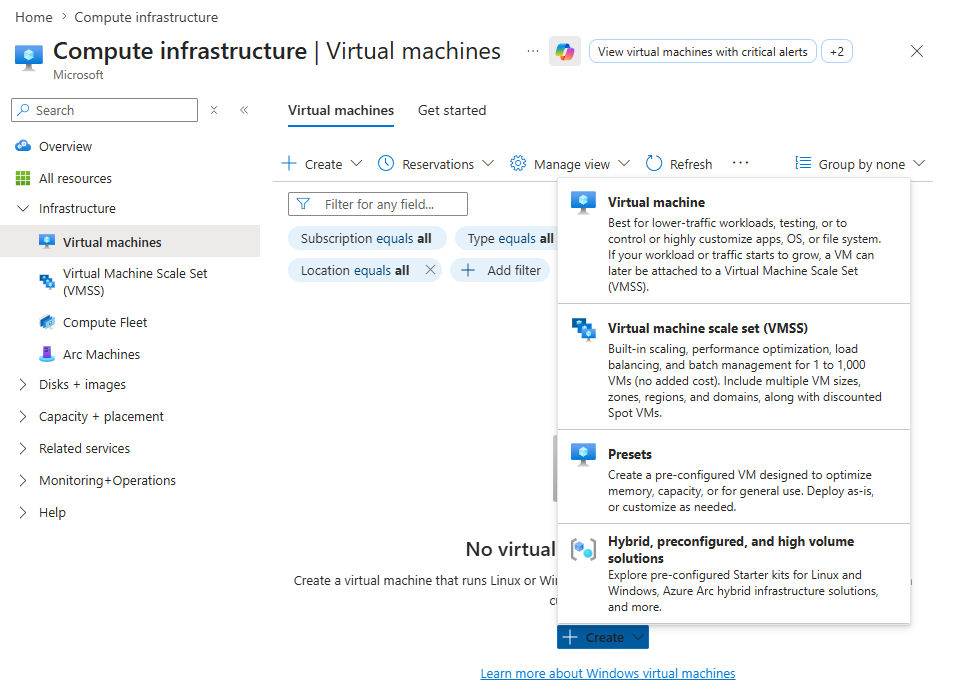 Home > Compute infrastructure
Compute infrastructure | Virtual machines
Microsoft
View virtual machines with critical alerts
+2
Search
Overview
All resources
Infrastructure
Virtual machines
Virtual Machine Scale Set
(VMSS)
Compute Fleet
Arc Machines
Disks + images
Capacity + placement
Related services
Monitoring+Operations
Help
Virtual machines
Get started
Create
Reservations
Manage view
Refresh
Group by none
Filter for any field...
Subscription equals all
Type equals all
Location equals all
Add filter
Virtual machine
Best for lower-traffic workloads, testing, or to
control or highly customize apps, OS, or file system.
If your workload or traffic starts to grow, a VM can
later be attached to a Virtual Machine Scale Set
(VMSS).
Virtual machine scale set (VMSS)
Built-in scaling, performance optimization, load
balancing, and batch management for 1 to 1,000
VMs (no added cost). Include multiple VM sizes,
zones, regions, and domains, along with discounted
Spot VMs.
Presets
Create a pre-configured VM designed to optimize
memory, capacity, or for general use. Deploy as-is,
or customize as needed.
Hybrid, preconfigured, and high volume
solutions
Explore pre-configured Starter kits for Linux and
Windows, Azure Arc hybrid infrastructure solutions,
and more.
No virtual
Create a virtual machine that runs Linux or
Create
Learn more about Windows virtual machines